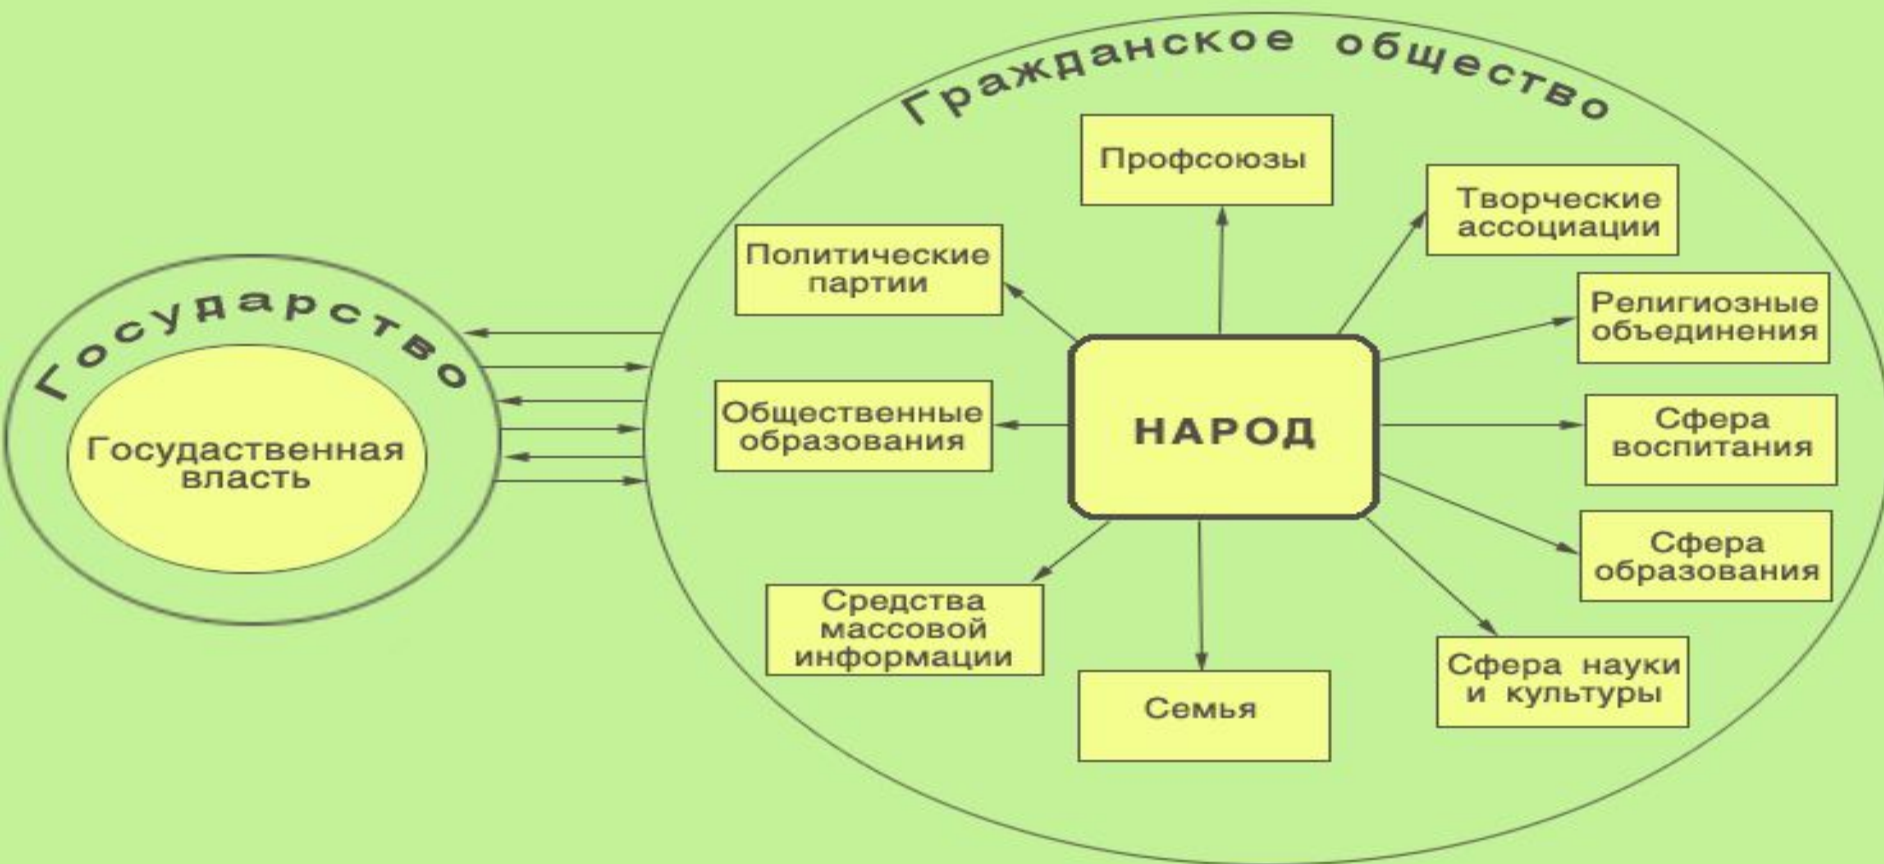 Гражданское общество
Профсоюзы
Творческие
ассоциации
Политические
партии
Религиозные
объединения
Государство
Государственная
власть
Общественные
образования
НАРОД
Сфера
воспитания
Сфера
образования
Средства
массовой
информации
Семья
Сфера науки
и культуры